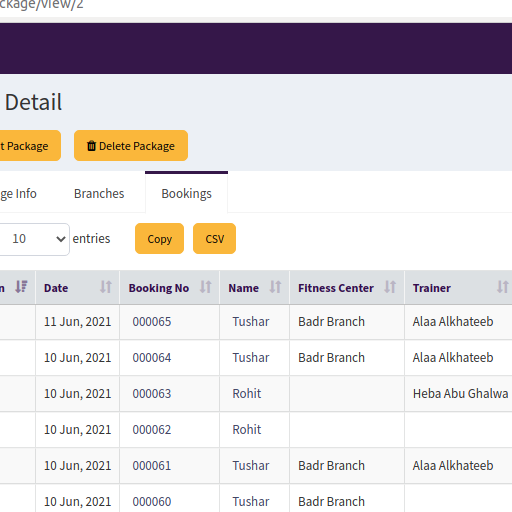 ckage/view/2
Detail
t Package Delete Package
ge Info Branches Bookings
10 entries Copy CSV
n Date Booking No Name Fitness Center Trainer
11 Jun, 2021 000065 Tushar Badr Branch Alaa Alkhateeb
10 Jun, 2021 000064 Tushar Badr Branch Alaa Alkhateeb
10 Jun, 2021 000063 Rohit Heba Abu Ghalwa
10 Jun, 2021 000062 Rohit
10 Jun, 2021 000061 Tushar Badr Branch Alaa Alkhateeb
10 Jun, 2021 000060 Tushar Badr Branch